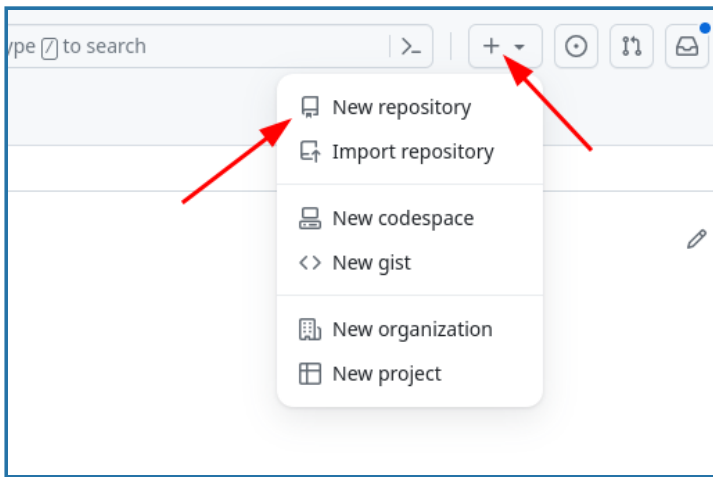 ype / to search
New repository
Import repository
New codespace
New gist
New organization
New project